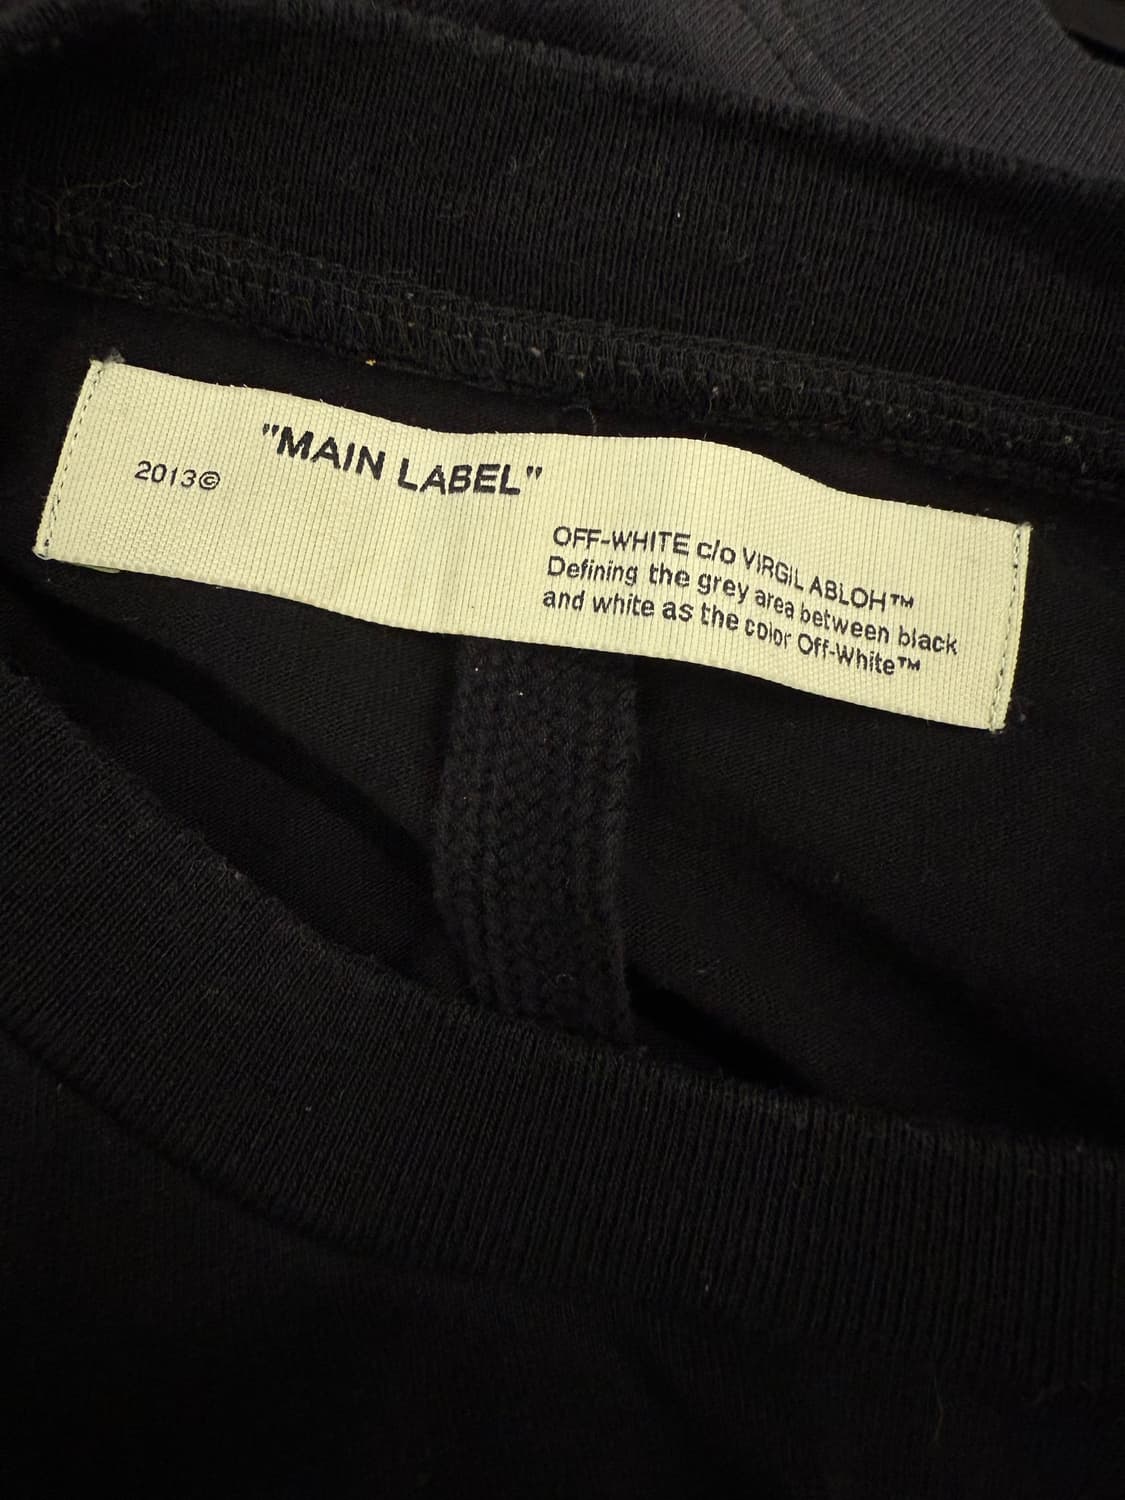 "MAIN LABEL"
2013©
OFF-WHITE c/o VIRGIL ABLOH™
Defining the grey area between black
and white as the color Off-White™